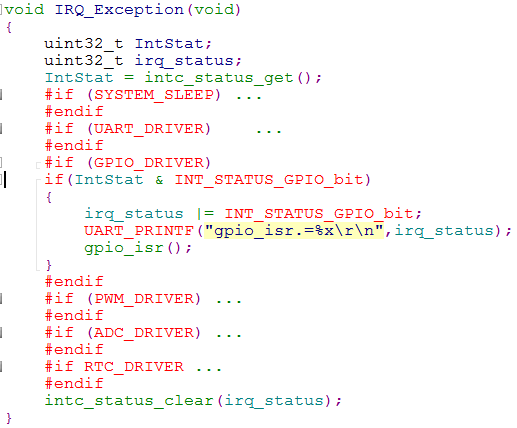 void IRQ_Exception(void)
{
uint32_t IntStat;
uint32_t irq_status;
IntStat = intc_status_get();
#if (SYSTEM_SLEEP) ...
#endif
#if (UART_DRIVER) ...
#endif
#if (GPIO_DRIVER)
if(IntStat & INT_STATUS_GPIO_bit)
{
irq_status |= INT_STATUS_GPIO_bit;
UART_PRINTF("gpio_isr.=%x\r\n",irq_status);
gpio_isr();
}
#endif
#if (PWM_DRIVER) ...
#endif
#if (ADC_DRIVER) ...
#endif
#if RTC_DRIVER ...
#endif
intc_status_clear(irq_status);
}